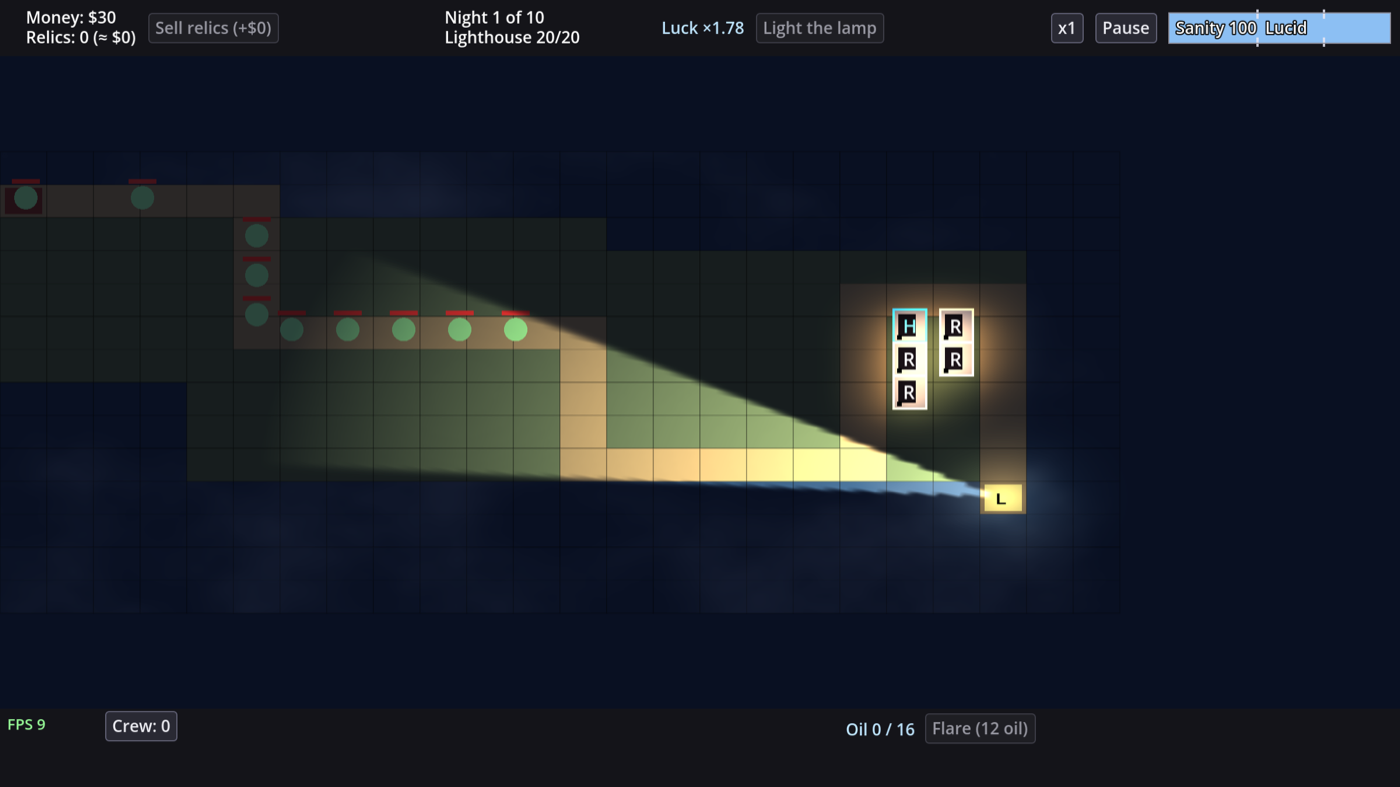 Money: $30
Relics: 0 (≈ $0)
Sell relics (+$0)
Night 1 of 10
Lighthouse 20/20
Luck ×1.78
Light the lamp
x1
Pause
Sanity 100 Lucid
H
R
R
R
R
L
FPS 9
Crew: 0
Oil 0 / 16
Flare (12 oil)